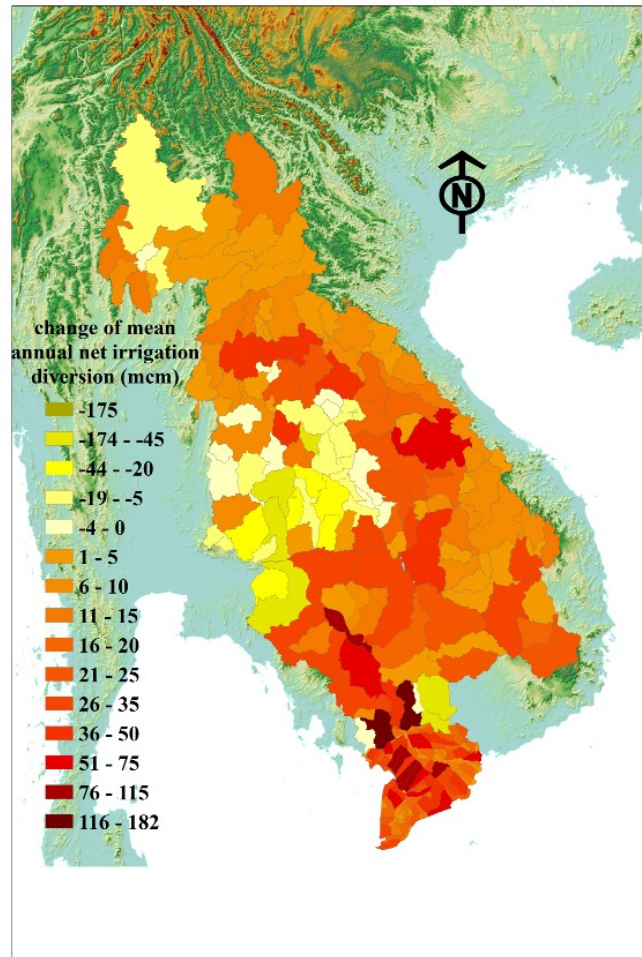 N
change of mean
annual net irrigation
diversion (mcm)
-175
-174 - -45
-44 - -20
-19 - -5
-4 - 0
1 - 5
6 - 10
11 - 15
16 - 20
21 - 25
26 - 35
36 - 50
51 - 75
76 - 115
116 - 182